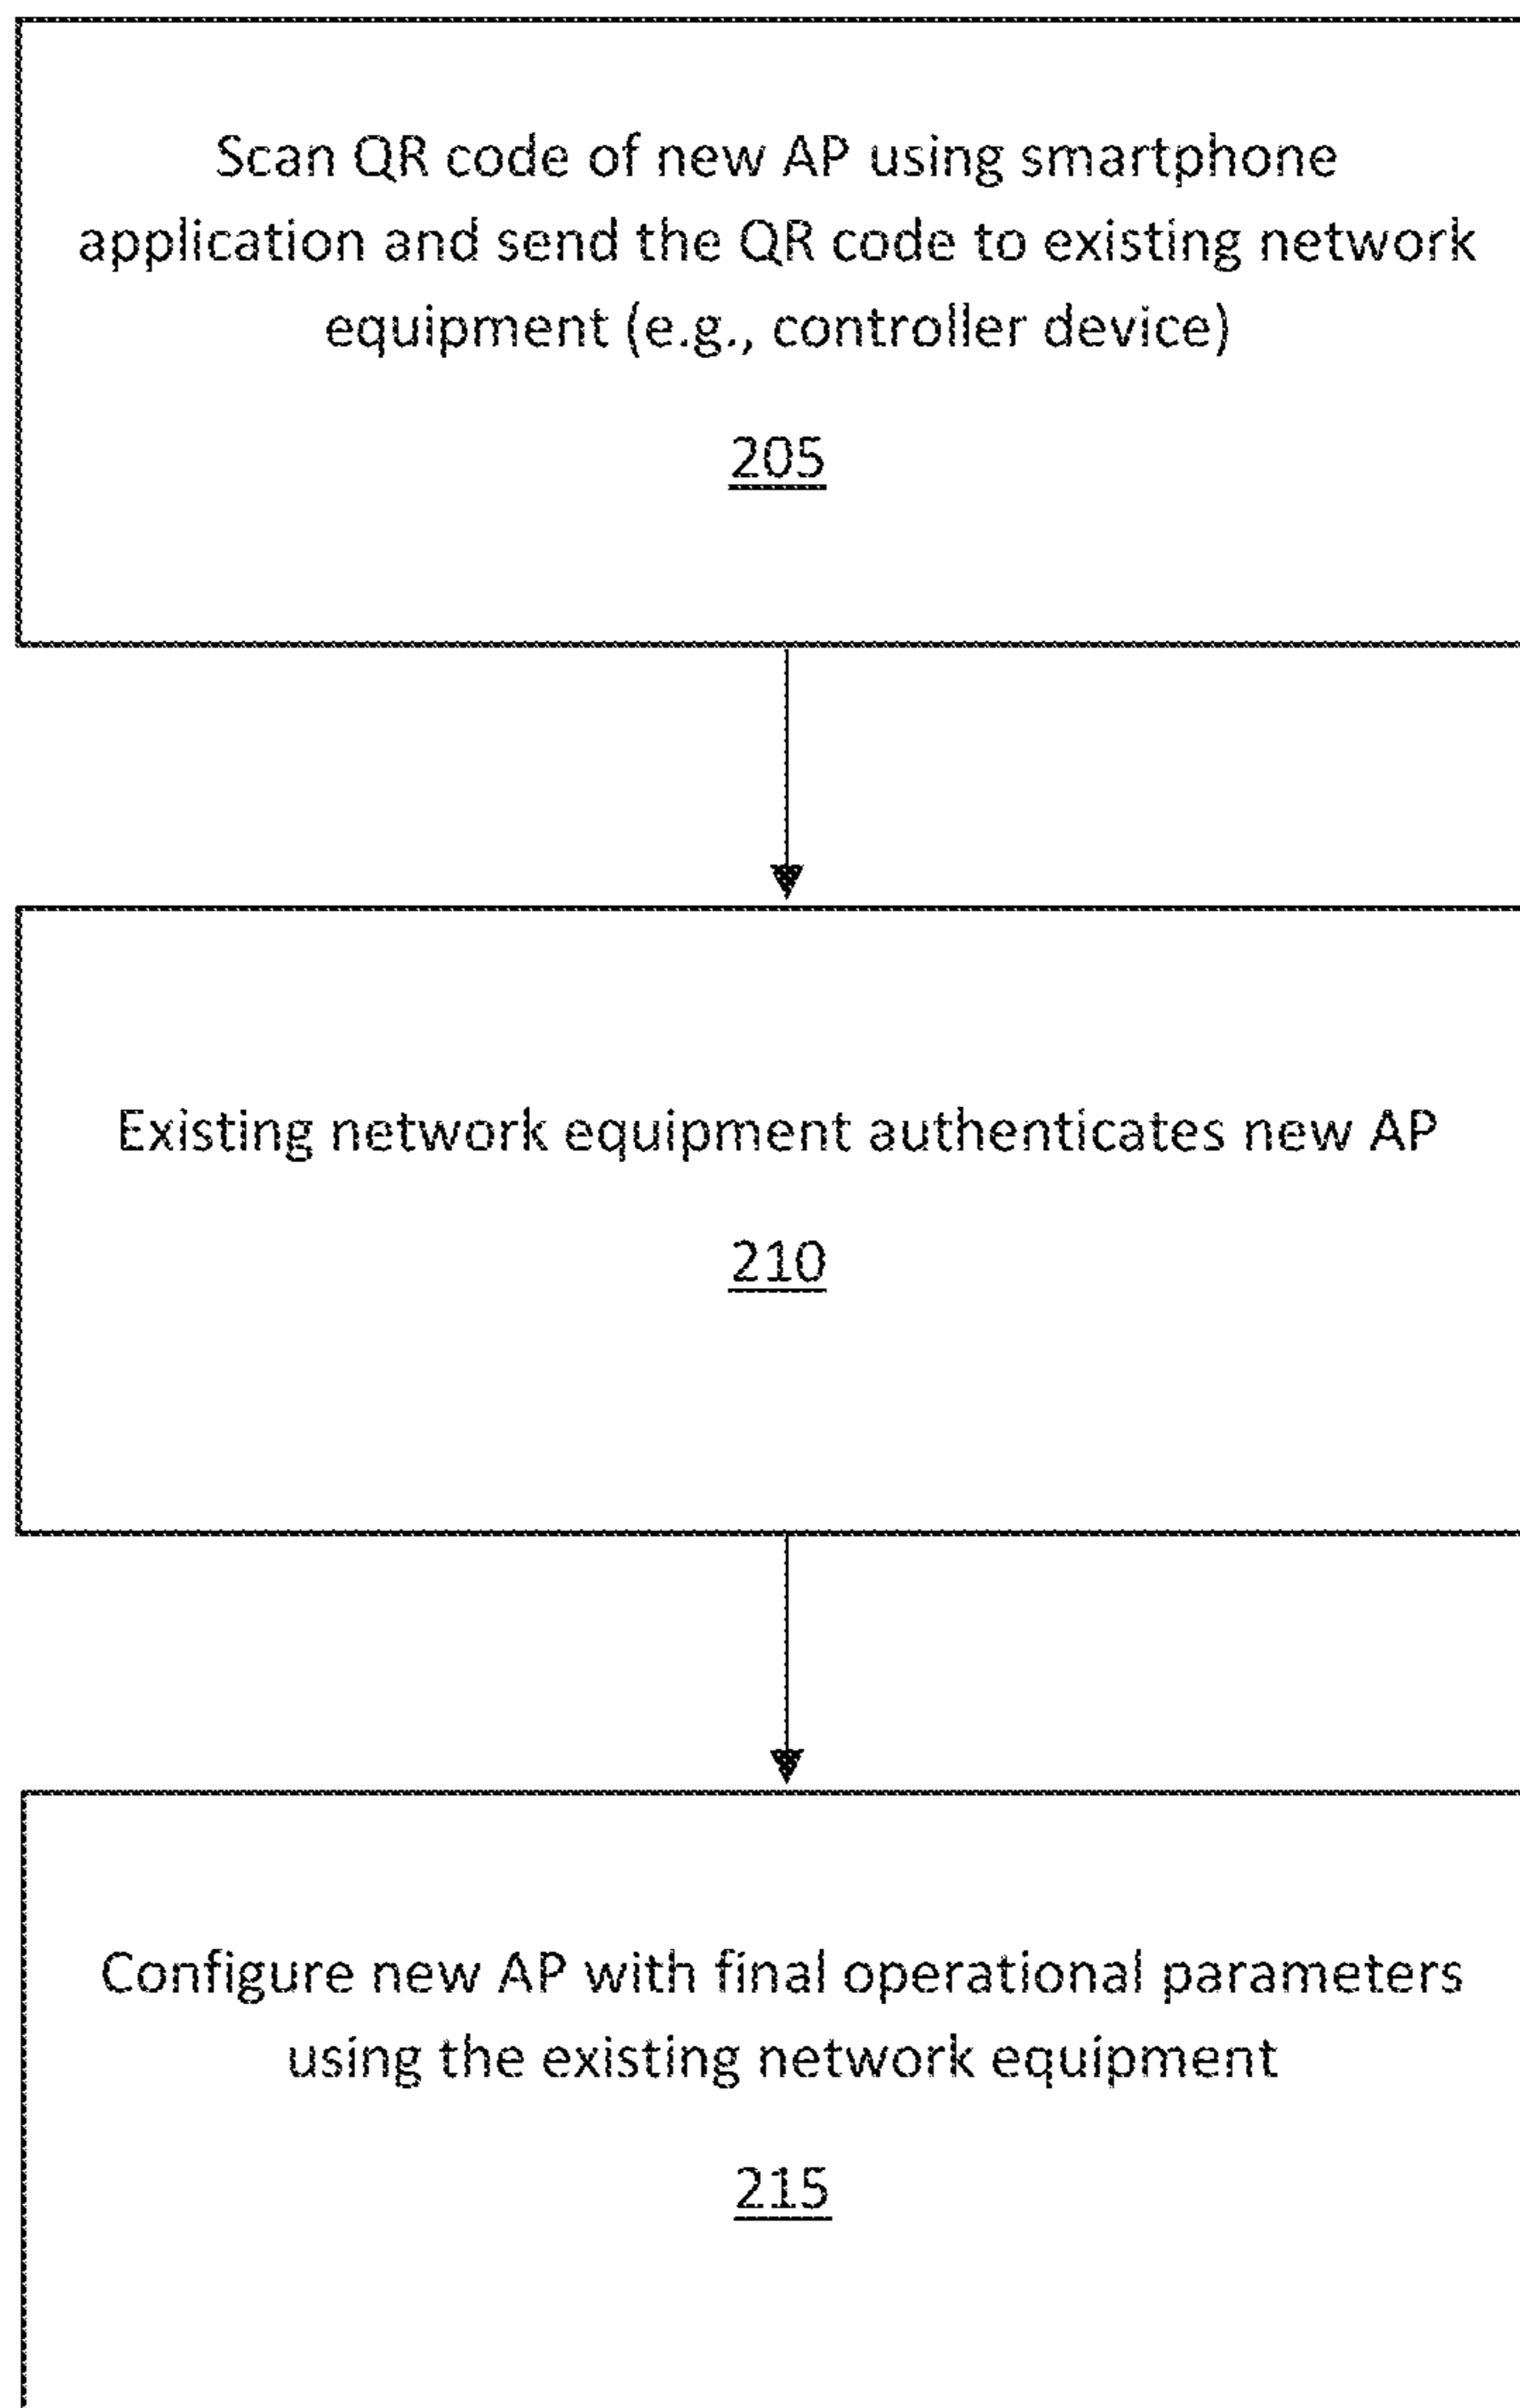 Scan QR code of new AP using smartphone
application and send the QR code to existing network
equipment (e.g., controller device)
205
Existing network equipment authenticates new AP
210
Configure new AP with final operational parameters
using the existing network equipment
215